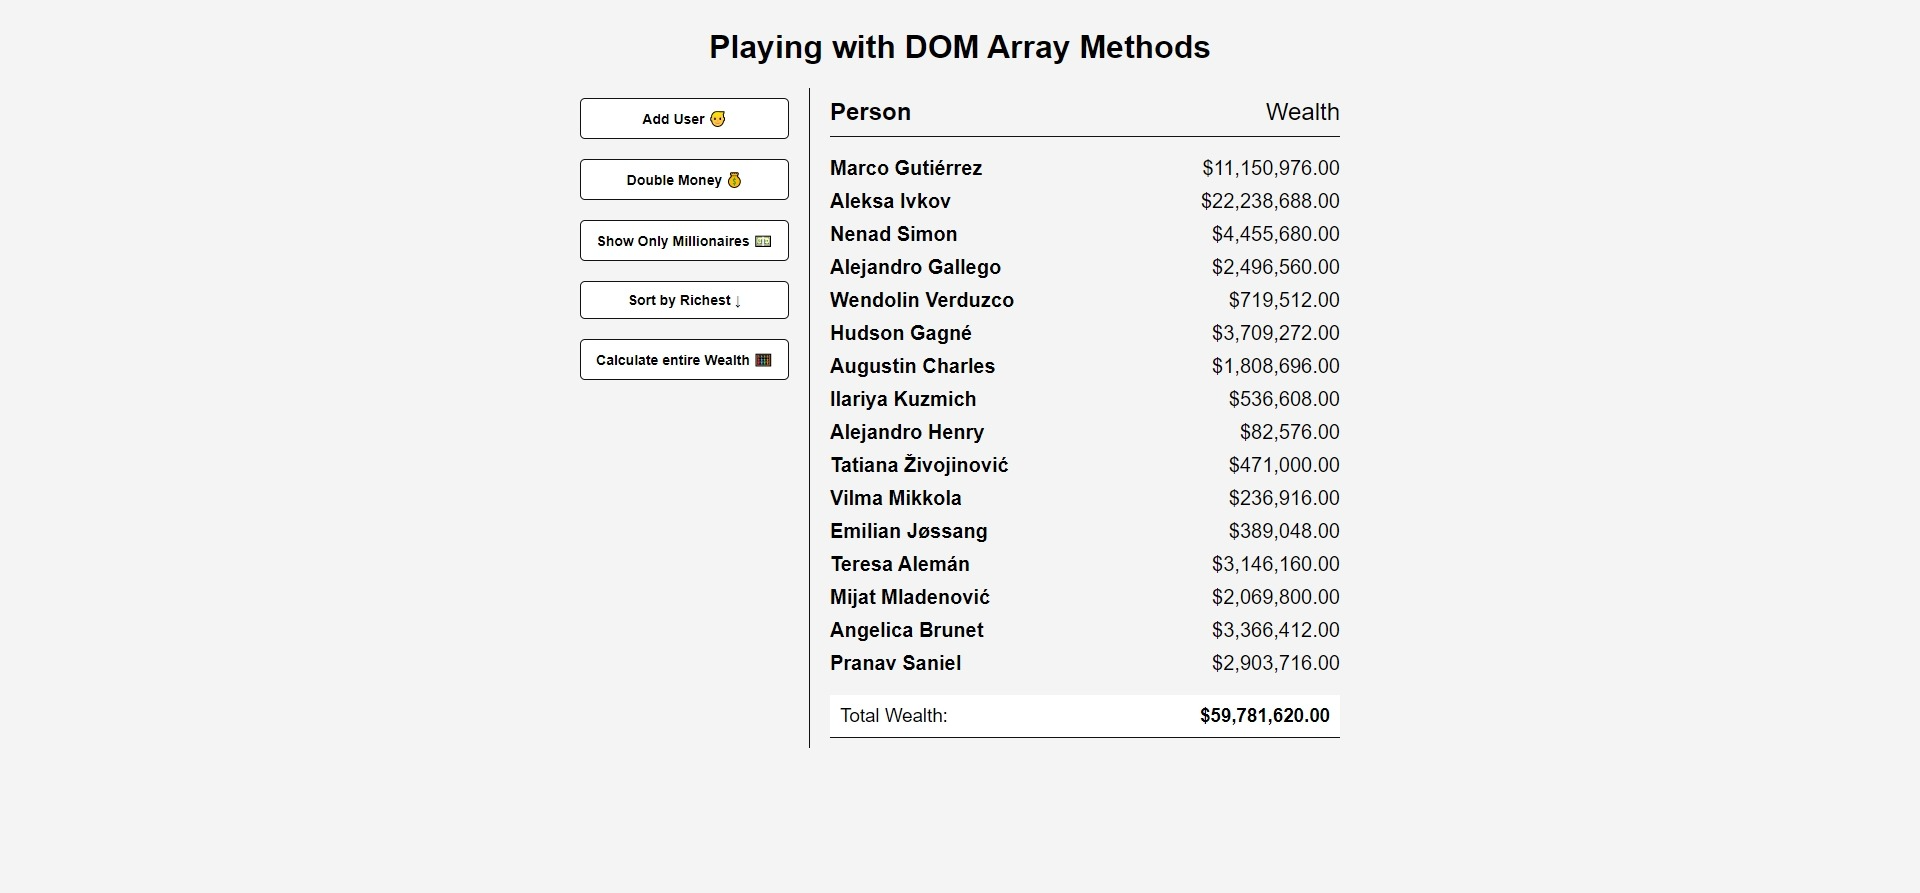 Playing with DOM Array Methods
Add User 👱
Double Money 💰
Show Only Millionaires 💵
Sort by Richest ↓
Calculate entire Wealth 🧮
Person Wealth
Marco Gutiérrez $11,150,976.00
Aleksa Ivkov $22,238,688.00
Nenad Simon $4,455,680.00
Alejandro Gallego $2,496,560.00
Wendolin Verduzco $719,512.00
Hudson Gagné $3,709,272.00
Augustin Charles $1,808,696.00
Ilariya Kuzmich $536,608.00
Alejandro Henry $82,576.00
Tatiana Živojinović $471,000.00
Vilma Mikkola $236,916.00
Emilian Jøssang $389,048.00
Teresa Alemán $3,146,160.00
Mijat Mladenović $2,069,800.00
Angelica Brunet $3,366,412.00
Pranav Saniel $2,903,716.00
Total Wealth: $59,781,620.00